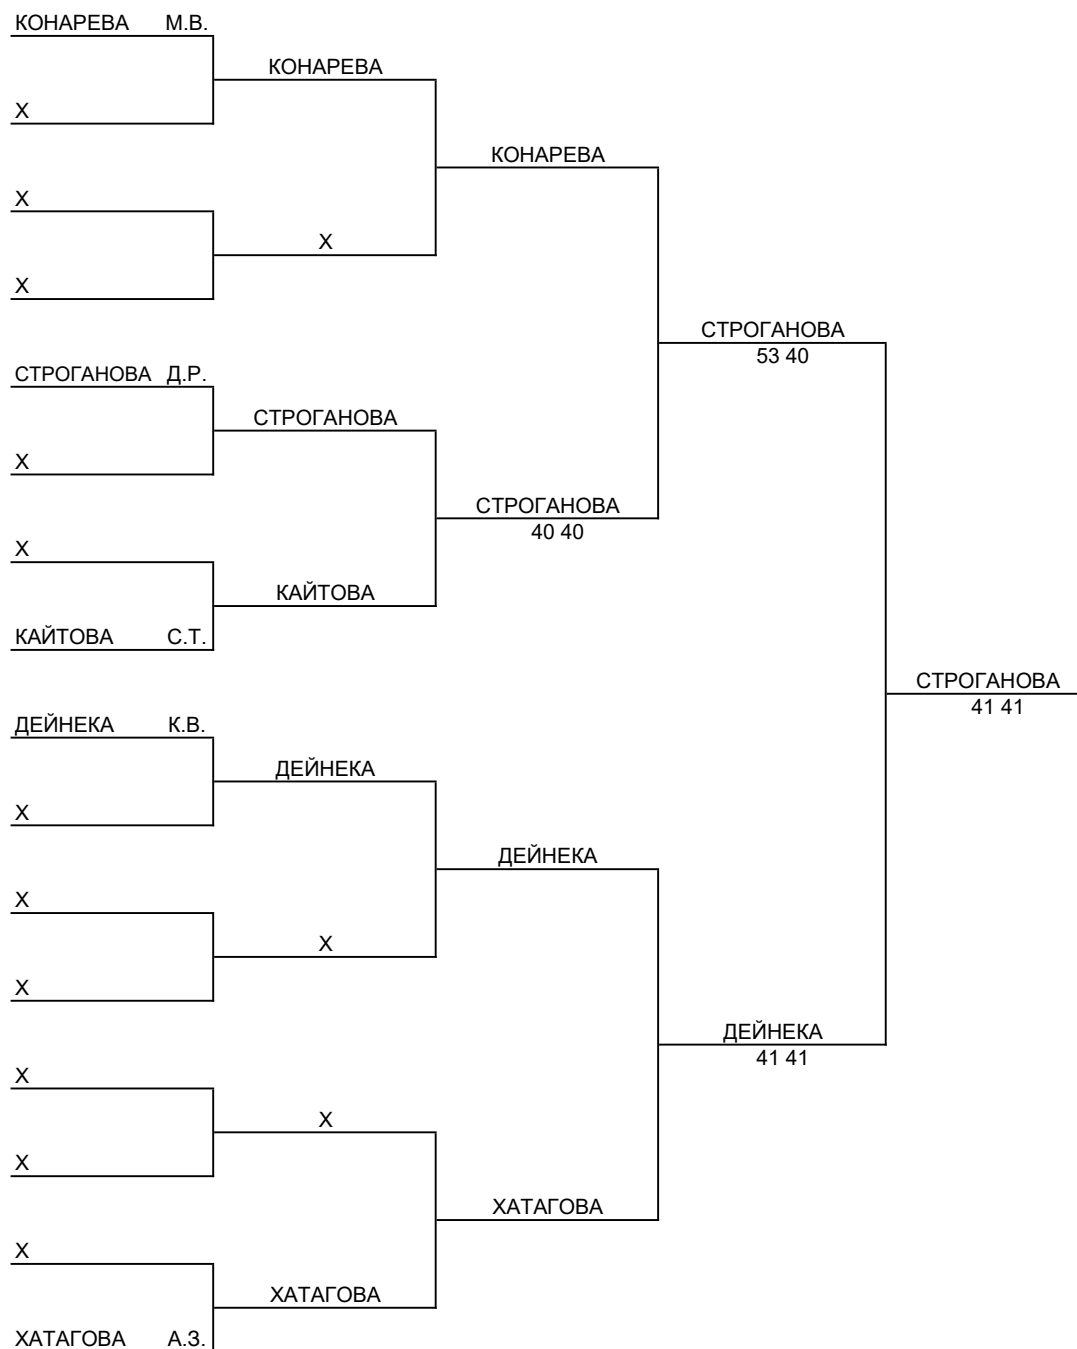 КОНАРЕВА М.В.
КОНАРЕВА
Х
КОНАРЕВА
Х
Х
Х
СТРОГАНОВА
53 40
СТРОГАНОВА Д.Р.
СТРОГАНОВА
Х
СТРОГАНОВА
40 40
Х
КАЙТОВА
КАЙТОВА С.Т.
СТРОГАНОВА
41 41
ДЕЙНЕКА К.В.
ДЕЙНЕКА
Х
ДЕЙНЕКА
Х
Х
Х
ДЕЙНЕКА
41 41
Х
Х
Х
ХАТАГОВА
Х
ХАТАГОВА
ХАТАГОВА А.З.